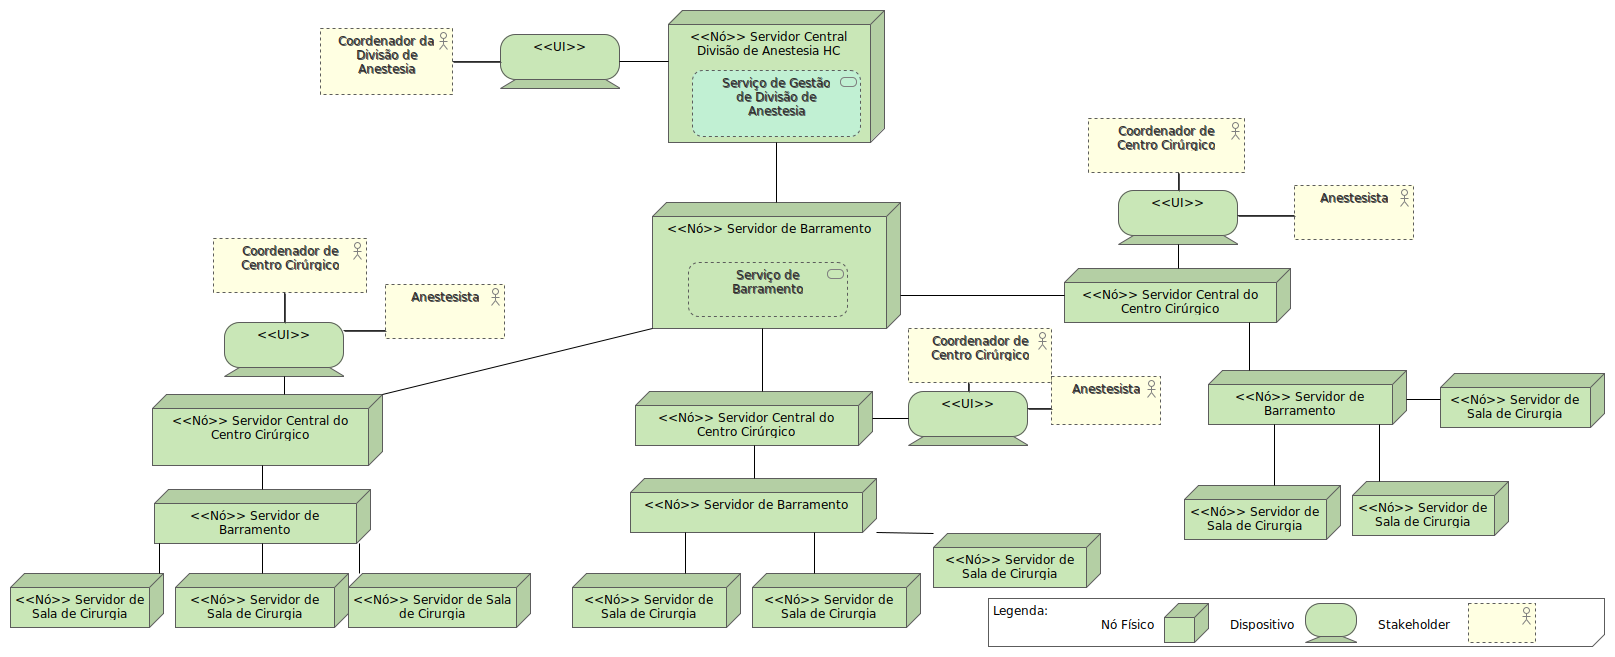 Coordenador da
Divisão de
Anestesia
<<UI>>
<<Nó>> Servidor Central
Divisão de Anestesia HC
Serviço de Gestão
de Divisão de
Anestesia
Coordenador de
Centro Cirúrgico
<<UI>>
Anestesista
<<Nó>> Servidor de Barramento
Serviço de
Barramento
Coordenador de
Centro Cirúrgico
Anestesista
<<UI>>
<<Nó>> Servidor Central do
Centro Cirúrgico
Coordenador de
Centro Cirúrgico
Anestesista
<<UI>>
<<Nó>> Servidor Central do
Centro Cirúrgico
<<Nó>> Servidor Central do
Centro Cirúrgico
<<Nó>> Servidor de
Barramento
<<Nó>> Servidor de
Sala de Cirurgia
<<Nó>> Servidor de
Sala de Cirurgia
<<Nó>> Servidor de
Sala de Cirurgia
<<Nó>> Servidor de
Barramento
<<Nó>> Servidor de Barramento
<<Nó>> Servidor de
Sala de Cirurgia
<<Nó>> Servidor de
Sala de Cirurgia
<<Nó>> Servidor de
Sala de Cirurgia
<<Nó>> Servidor de Sala
de Cirurgia
<<Nó>> Servidor de
Sala de Cirurgia
<<Nó>> Servidor de
Sala de Cirurgia
Legenda:
Nó Físico
Dispositivo
Stakeholder